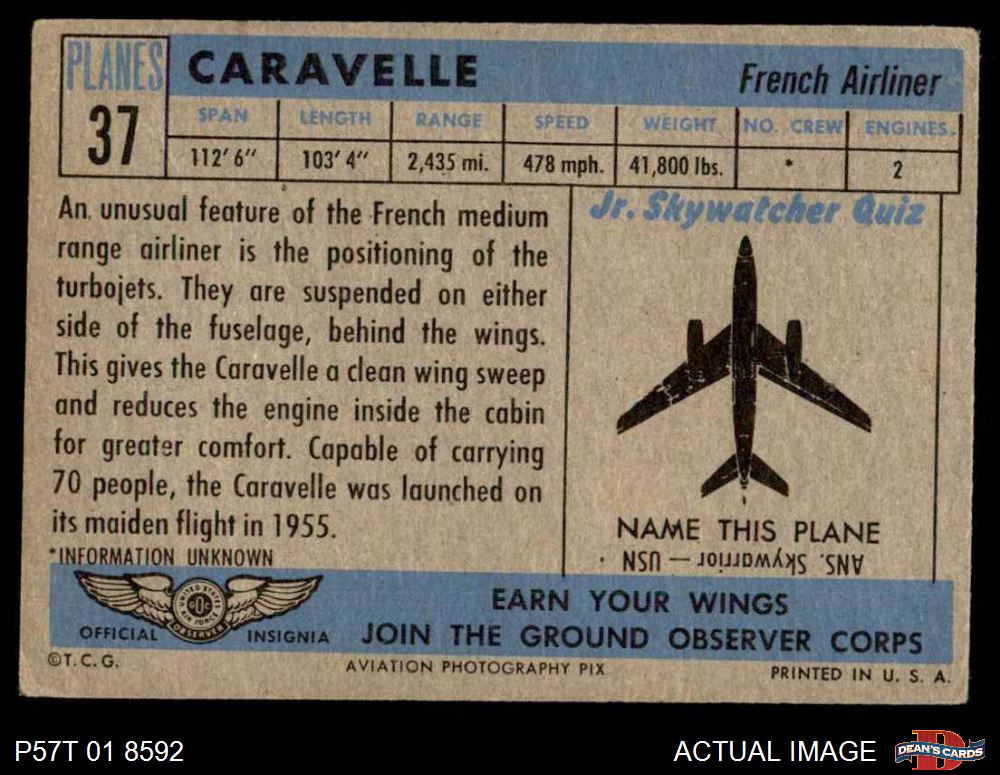 PLANES
37
CARAVELLE
French Airliner
SPAN LENGTH RANGE SPEED WEIGHT NO. CREW ENGINES.
112' 6" 103' 4" 2,435 mi. 478 mph. 41,800 lbs. * 2
An unusual feature of the French medium
range airliner is the positioning of the
turbojets. They are suspended on either
side of the fuselage, behind the wings.
This gives the Caravelle a clean wing sweep
and reduces the engine inside the cabin
for greater comfort. Capable of carrying
70 people, the Caravelle was launched on
its maiden flight in 1955.
*INFORMATION UNKNOWN
Jr. Skywatcher Quiz
NAME THIS PLANE
ANS. Skywarrior — USN
UNITED STATES
GOC
AIR FORCE
OBSERVER
OFFICIAL INSIGNIA
EARN YOUR WINGS
JOIN THE GROUND OBSERVER CORPS
©T.C.G.
AVIATION PHOTOGRAPHY PIX
PRINTED IN U. S. A.
P57T 01 8592
ACTUAL IMAGE
DEAN'S CARDS